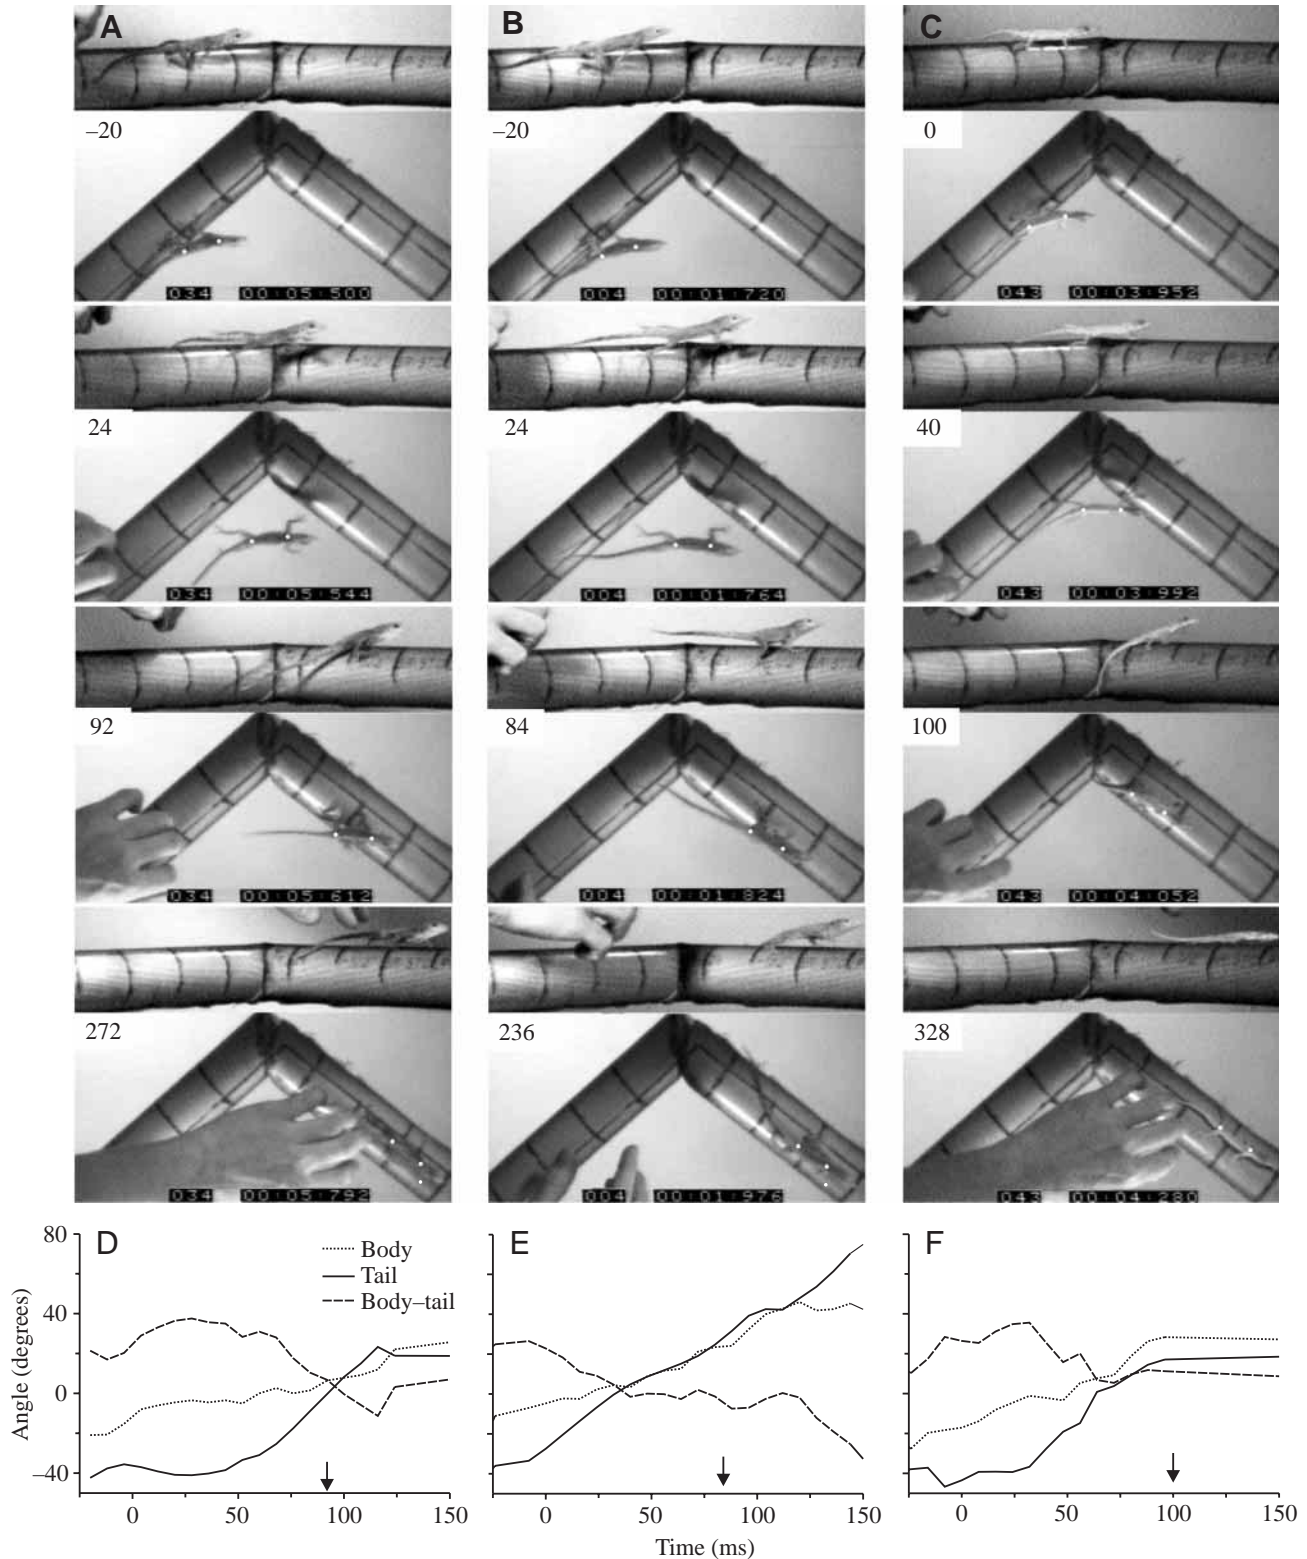 A B C
–20 –20 0
034 00:05:500 004 00:01:720 043 00:03:952
24 24 40
034 00:05:544 004 00:01:764 043 00:03:992
92 84 100
034 00:05:612 004 00:01:824 043 00:04:052
272 236 328
034 00:05:792 004 00:01:976 043 00:04:280
D E F
Body
Tail
Body–tail
Angle (degrees)
80
40
0
–40
0 50 100 0 50 100 150 0 50 100 150
Time (ms)